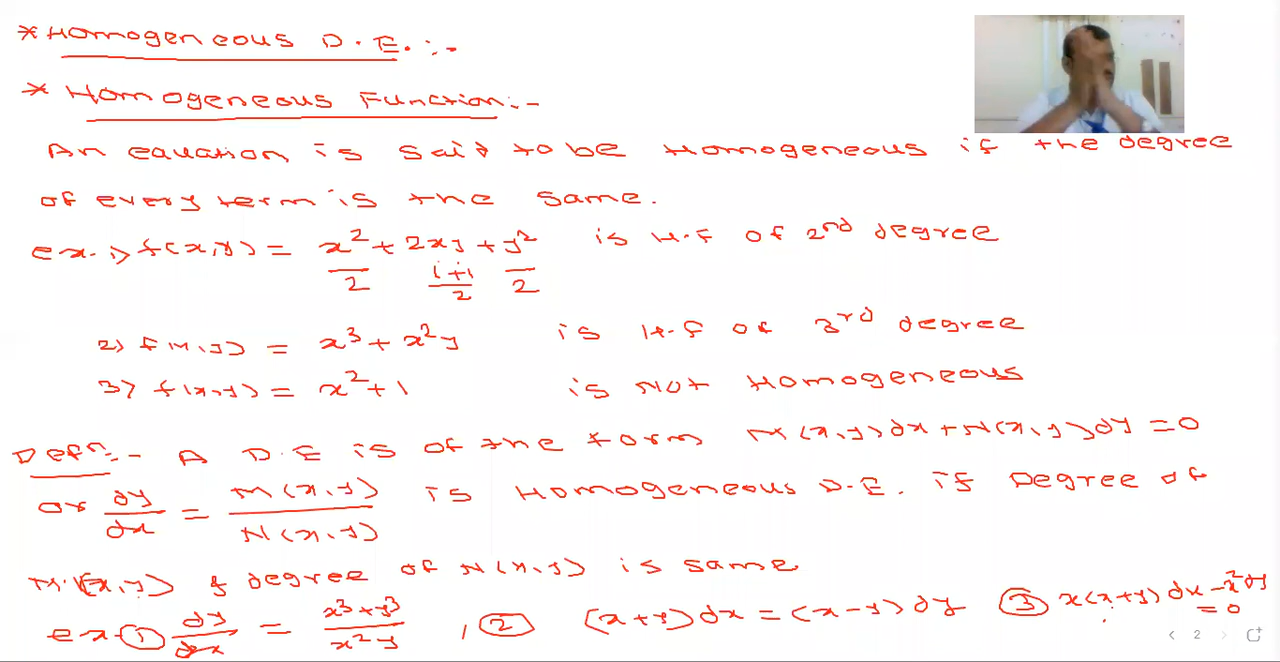 * Homogeneous D.E. :-
* Homogeneous Function :-
An equation is said to be Homogeneous if the degree
of every term is the same.
ex. 1) f(x,y) = x² + 2xy + y² is H.F of 2nd degree
2 1+1 2
2
2) f(x,y) = x³ + x²y is H.F of 3rd degree
3) f(x,y) = x² + 1 is Not Homogeneous
Defn:- A D.E is of the form M(x,y)dx + N(x,y)dy = 0
or dy/dx = M(x,y)/N(x,y) is Homogeneous D.E. if Degree of
M(x,y) & degree of N(x,y) is same
ex ① dy/dx = x³+y³/x²y , ② (x+y)dx = (x-y)dy ③ x(x+y)dx - x²dy = 0
< 2 >